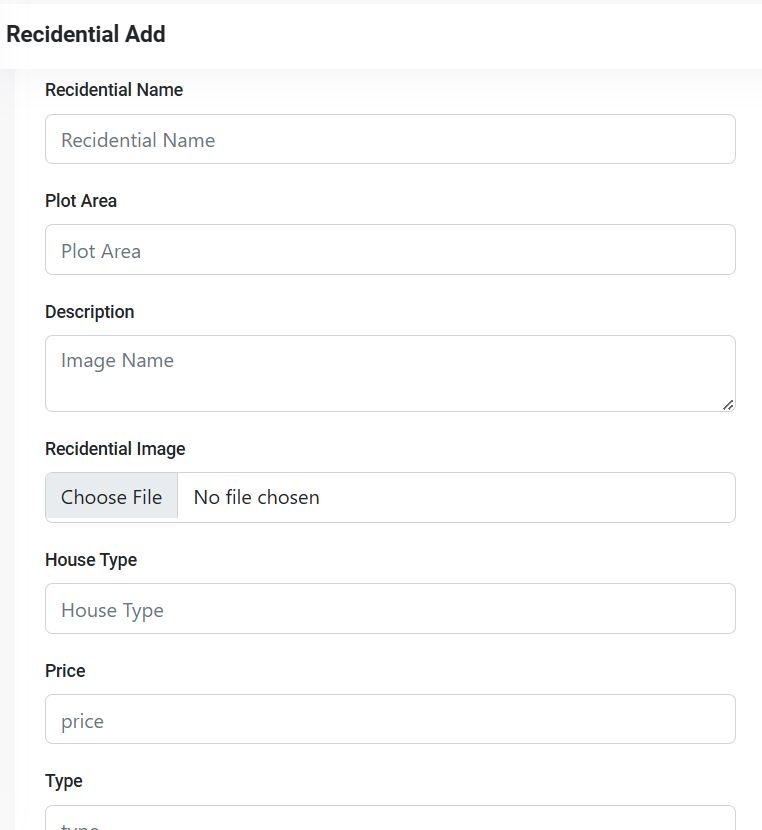 Recidential Add
Recidential Name
Recidential Name
Plot Area
Plot Area
Description
Image Name
Recidential Image
Choose File No file chosen
House Type
House Type
Price
price
Type
type